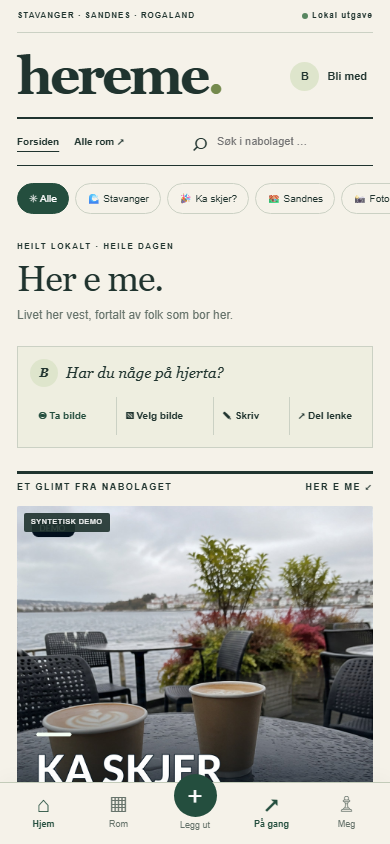 STAVANGER · SANDNES · ROGALAND
Lokal utgave
hereme.
B
Bli med
Forsiden
Alle rom ↗
Søk i nabolaget …
Alle
Stavanger
Ka skjer?
Sandnes
Foto
HEILT LOKALT · HEILE DAGEN
Her e me.
Livet her vest, fortalt av folk som bor her.
B
Har du någe på hjerta?
Ta bilde
Velg bilde
Skriv
↗ Del lenke
ET GLIMT FRA NABOLAGET
HER E ME ↙
SYNTETISK DEMO
KA SKJER
Hjem
Rom
+
Legg ut
På gang
Meg